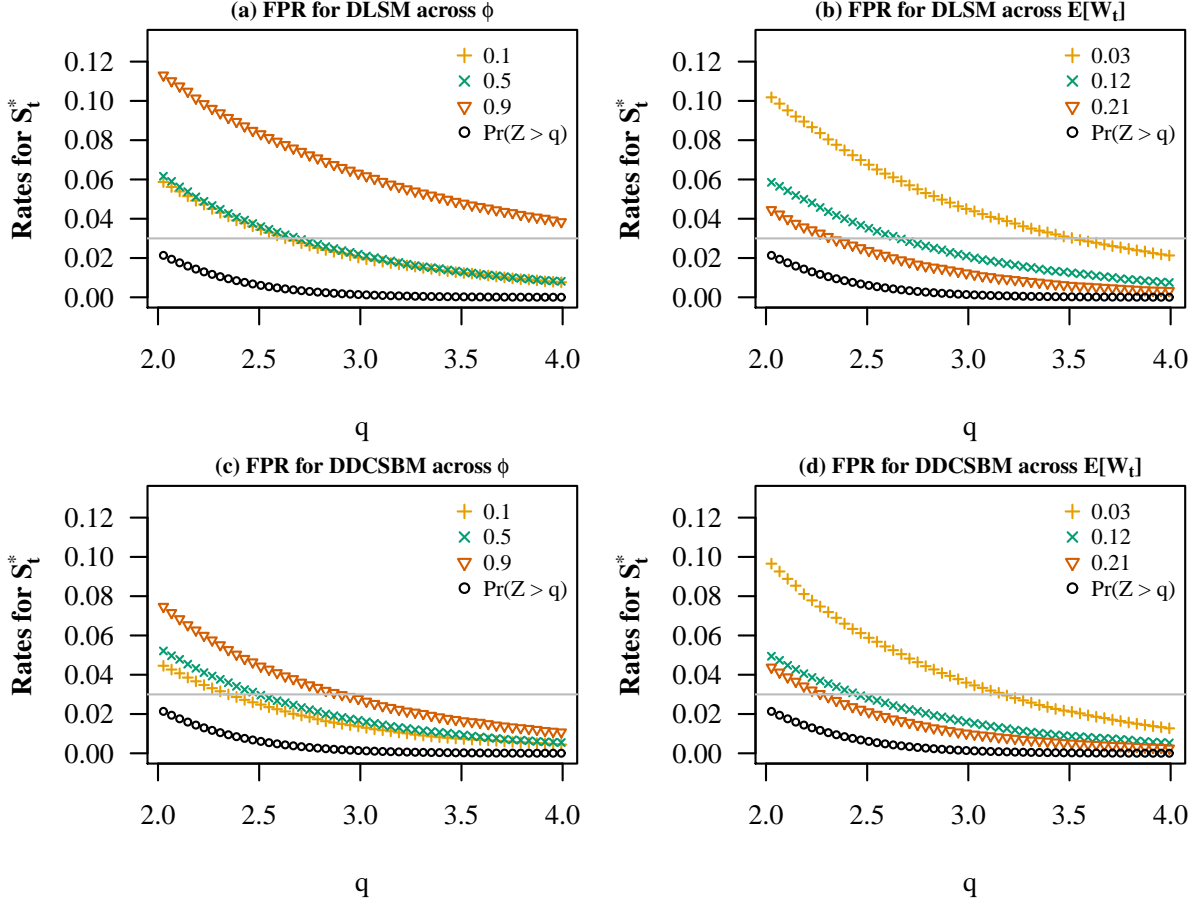 (a) FPR for DLSM across ϕ
Rates for S*t
0.12
0.10
0.08
0.06
0.04
0.02
0.00
0.1
0.5
0.9
Pr(Z > q)
2.0 2.5 3.0 3.5 4.0
q
(b) FPR for DLSM across E[Wt]
Rates for S*t
0.12
0.10
0.08
0.06
0.04
0.02
0.00
0.03
0.12
0.21
Pr(Z > q)
2.0 2.5 3.0 3.5 4.0
q
(c) FPR for DDCSBM across ϕ
Rates for S*t
0.12
0.10
0.08
0.06
0.04
0.02
0.00
0.1
0.5
0.9
Pr(Z > q)
2.0 2.5 3.0 3.5 4.0
q
(d) FPR for DDCSBM across E[Wt]
Rates for S*t
0.12
0.10
0.08
0.06
0.04
0.02
0.00
0.03
0.12
0.21
Pr(Z > q)
2.0 2.5 3.0 3.5 4.0
q